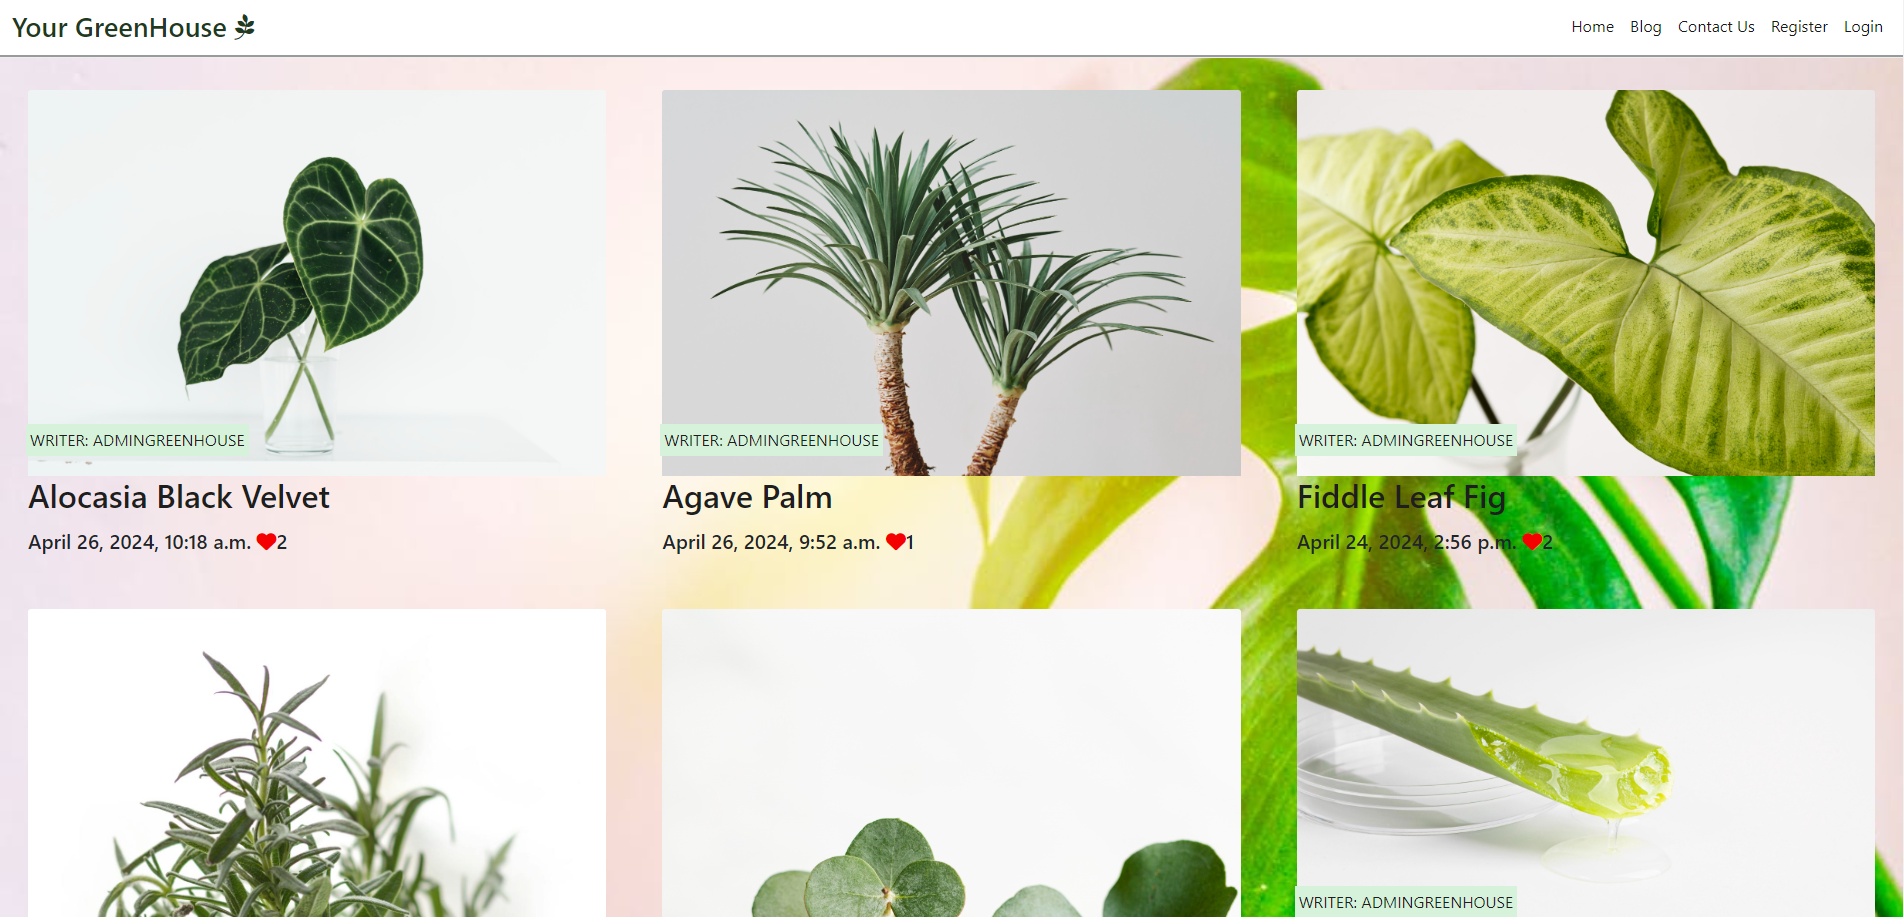 Your GreenHouse
Home Blog Contact Us Register Login
WRITER: ADMINGREENHOUSE
WRITER: ADMINGREENHOUSE
WRITER: ADMINGREENHOUSE
Alocasia Black Velvet
Agave Palm
Fiddle Leaf Fig
April 26, 2024, 10:18 a.m. 2
April 26, 2024, 9:52 a.m. 1
April 24, 2024, 2:56 p.m. 2
WRITER: ADMINGREENHOUSE